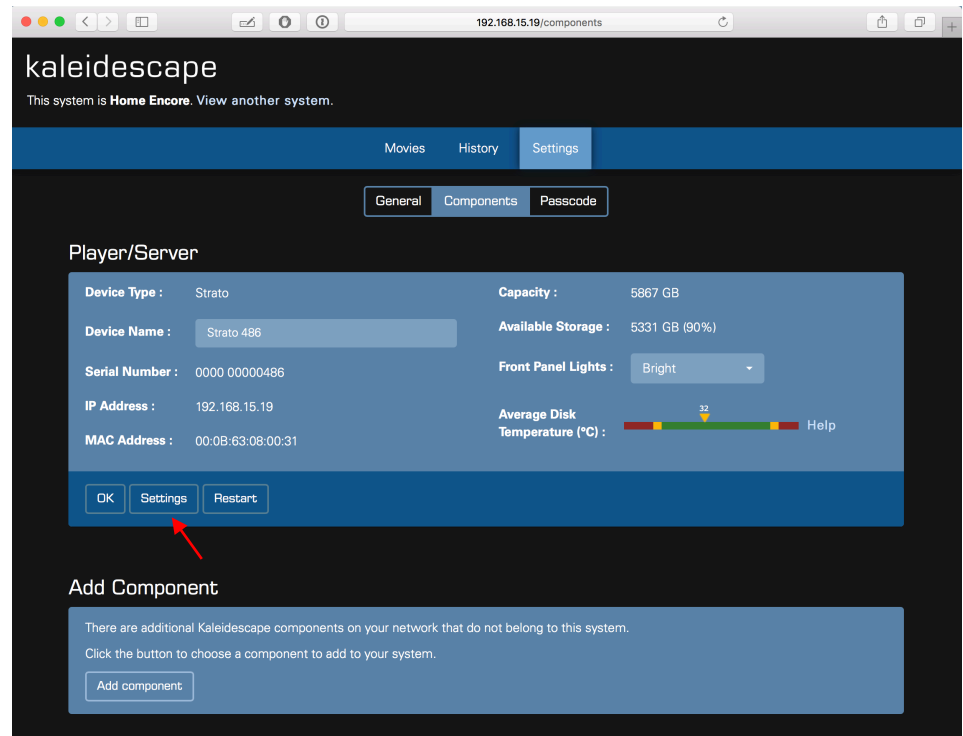 192.168.15.19/components
kaleidescape
This system is Home Encore. View another system.
Movies History Settings
General Components Passcode
Player/Server
Device Type : Strato
Device Name : Strato 486
Serial Number : 0000 00000486
IP Address : 192.168.15.19
MAC Address : 00:0B:63:08:00:31
Capacity : 5867 GB
Available Storage : 5331 GB (90%)
Front Panel Lights : Bright
Average Disk
Temperature (°C) :
32
Help
OK Settings Restart
Add Component
There are additional Kaleidescape components on your network that do not belong to this system.
Click the button to choose a component to add to your system.
Add component